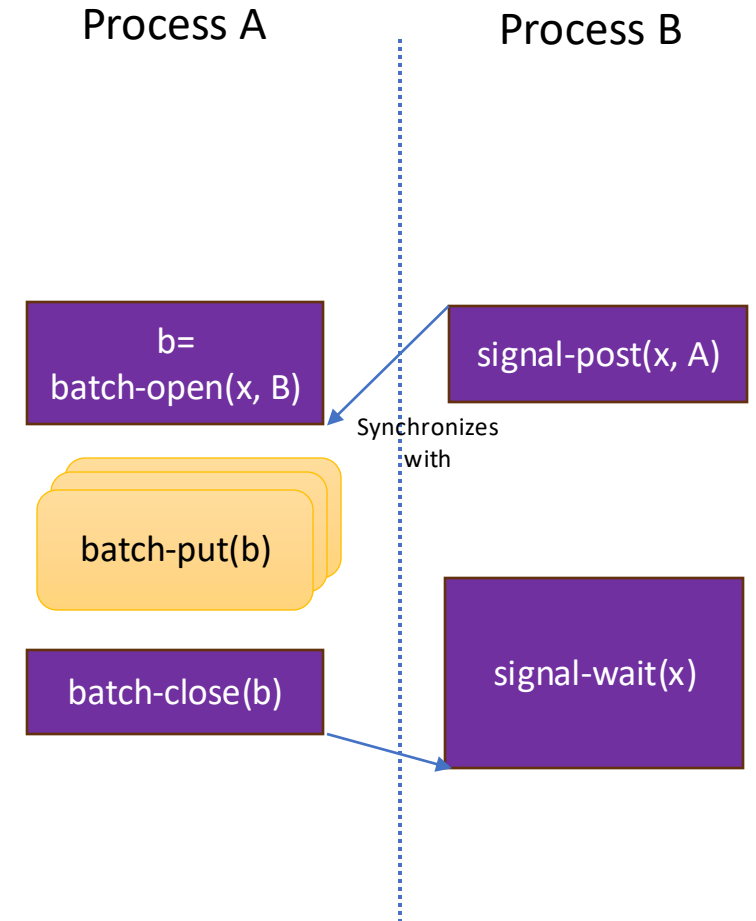 Process A
Process B
b=
batch-open(x, B)
signal-post(x, A)
Synchronizes
with
batch-put(b)
batch-close(b)
signal-wait(x)